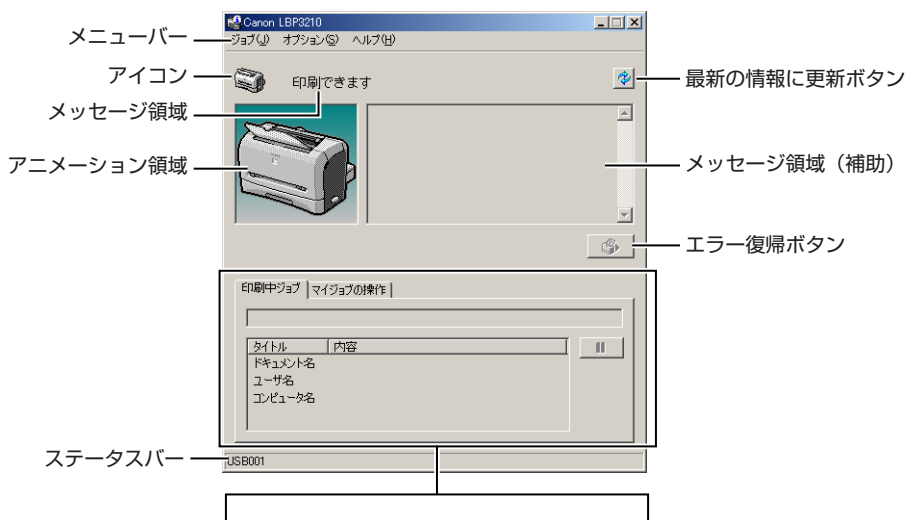 Canon LBP3210
メニューバー
ジョブ(J) オプション(S) ヘルプ(H)
アイコン
印刷できます
最新の情報に更新ボタン
メッセージ領域
アニメーション領域
メッセージ領域（補助）
エラー復帰ボタン
印刷中ジョブ マイジョブの操作
タイトル 内容
ドキュメント名
ユーザ名
コンピュータ名
ステータスバー
USB001